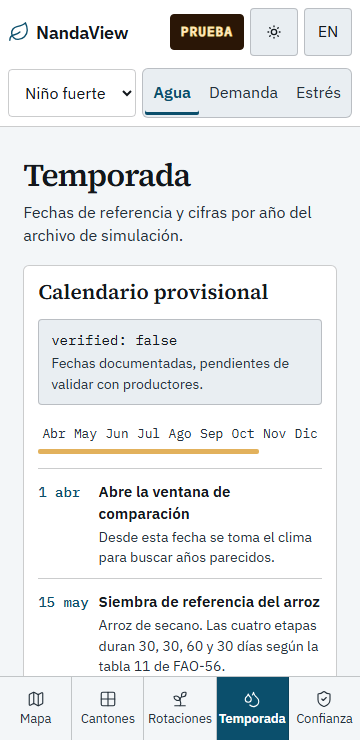 NandaView
PRUEBA
EN
Niño fuerte
Agua
Demanda
Estrés
Temporada
Fechas de referencia y cifras por año del
archivo de simulación.
Calendario provisional
verified: false
Fechas documentadas, pendientes de
validar con productores.
Abr May Jun Jul Ago Sep Oct Nov Dic
1 abr
Abre la ventana de
comparación
Desde esta fecha se toma el clima
para buscar años parecidos.
15 may
Siembra de referencia del arroz
Arroz de secano. Las cuatro etapas
duran 30, 30, 60 y 30 días según la
tabla 11 de FAO-56.
Mapa
Cantones
Rotaciones
Temporada
Confianza